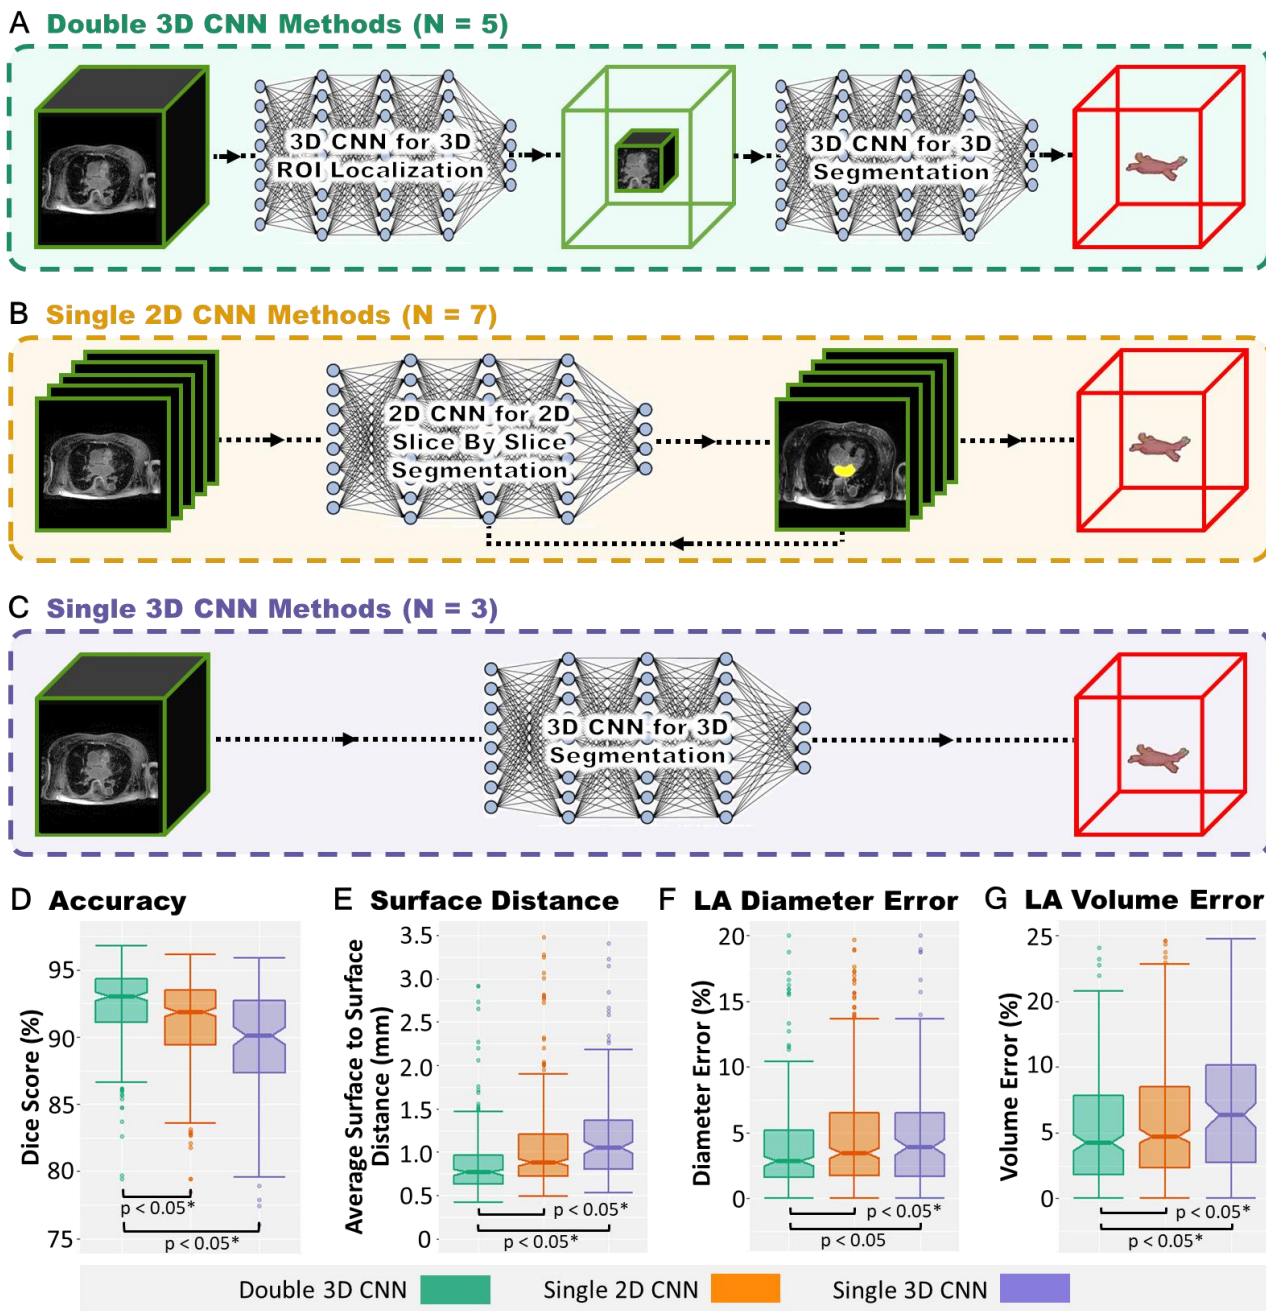 A Double 3D CNN Methods (N = 5)
3D CNN for 3D
ROI Localization
3D CNN for 3D
Segmentation
B Single 2D CNN Methods (N = 7)
2D CNN for 2D
Slice By Slice
Segmentation
C Single 3D CNN Methods (N = 3)
3D CNN for 3D
Segmentation
D Accuracy
Dice Score (%)
95
90
85
80
75
p < 0.05*
p < 0.05*
E Surface Distance
Average Surface to Surface
Distance (mm)
3.5
3.0
2.5
2.0
1.5
1.0
0.5
0
p < 0.05*
p < 0.05*
F LA Diameter Error
Diameter Error (%)
20
15
10
5
0
p < 0.05*
p < 0.05
G LA Volume Error
Volume Error (%)
25
20
10
5
0
p < 0.05*
p < 0.05*
Double 3D CNN
Single 2D CNN
Single 3D CNN